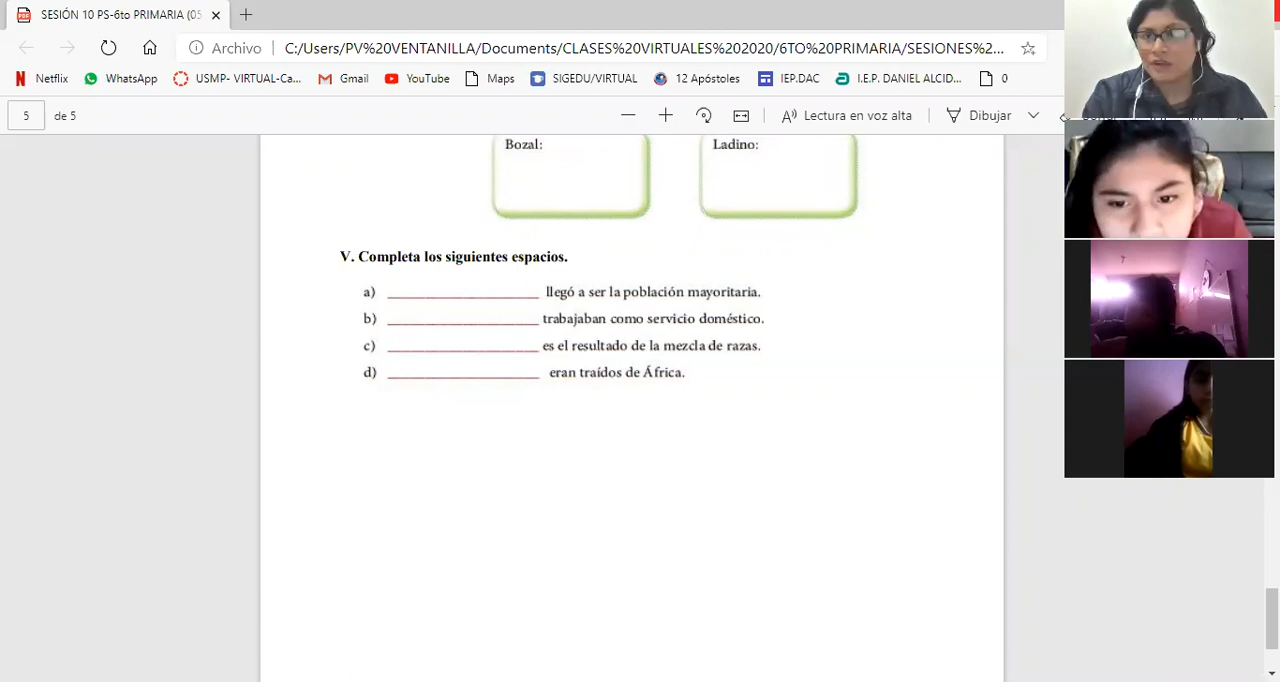 SESIÓN 10 PS-6to PRIMARIA (05
Archivo C:/Users/PV%20VENTANILLA/Documents/CLASES%20VIRTUALES%202020/6TO%20PRIMARIA/SESIONES%2...
Netflix WhatsApp USMP- VIRTUAL-Ca... Gmail YouTube Maps SIGEDU/VIRTUAL 12 Apóstoles IEP.DAC I.E.P. DANIEL ALCID... 0
5 de 5 Lectura en voz alta Dibujar
Bozal: Ladino:
V. Completa los siguientes espacios.
a) ____________________ llegó a ser la población mayoritaria.
b) ____________________ trabajaban como servicio doméstico.
c) ____________________ es el resultado de la mezcla de razas.
d) ____________________ eran traídos de África.